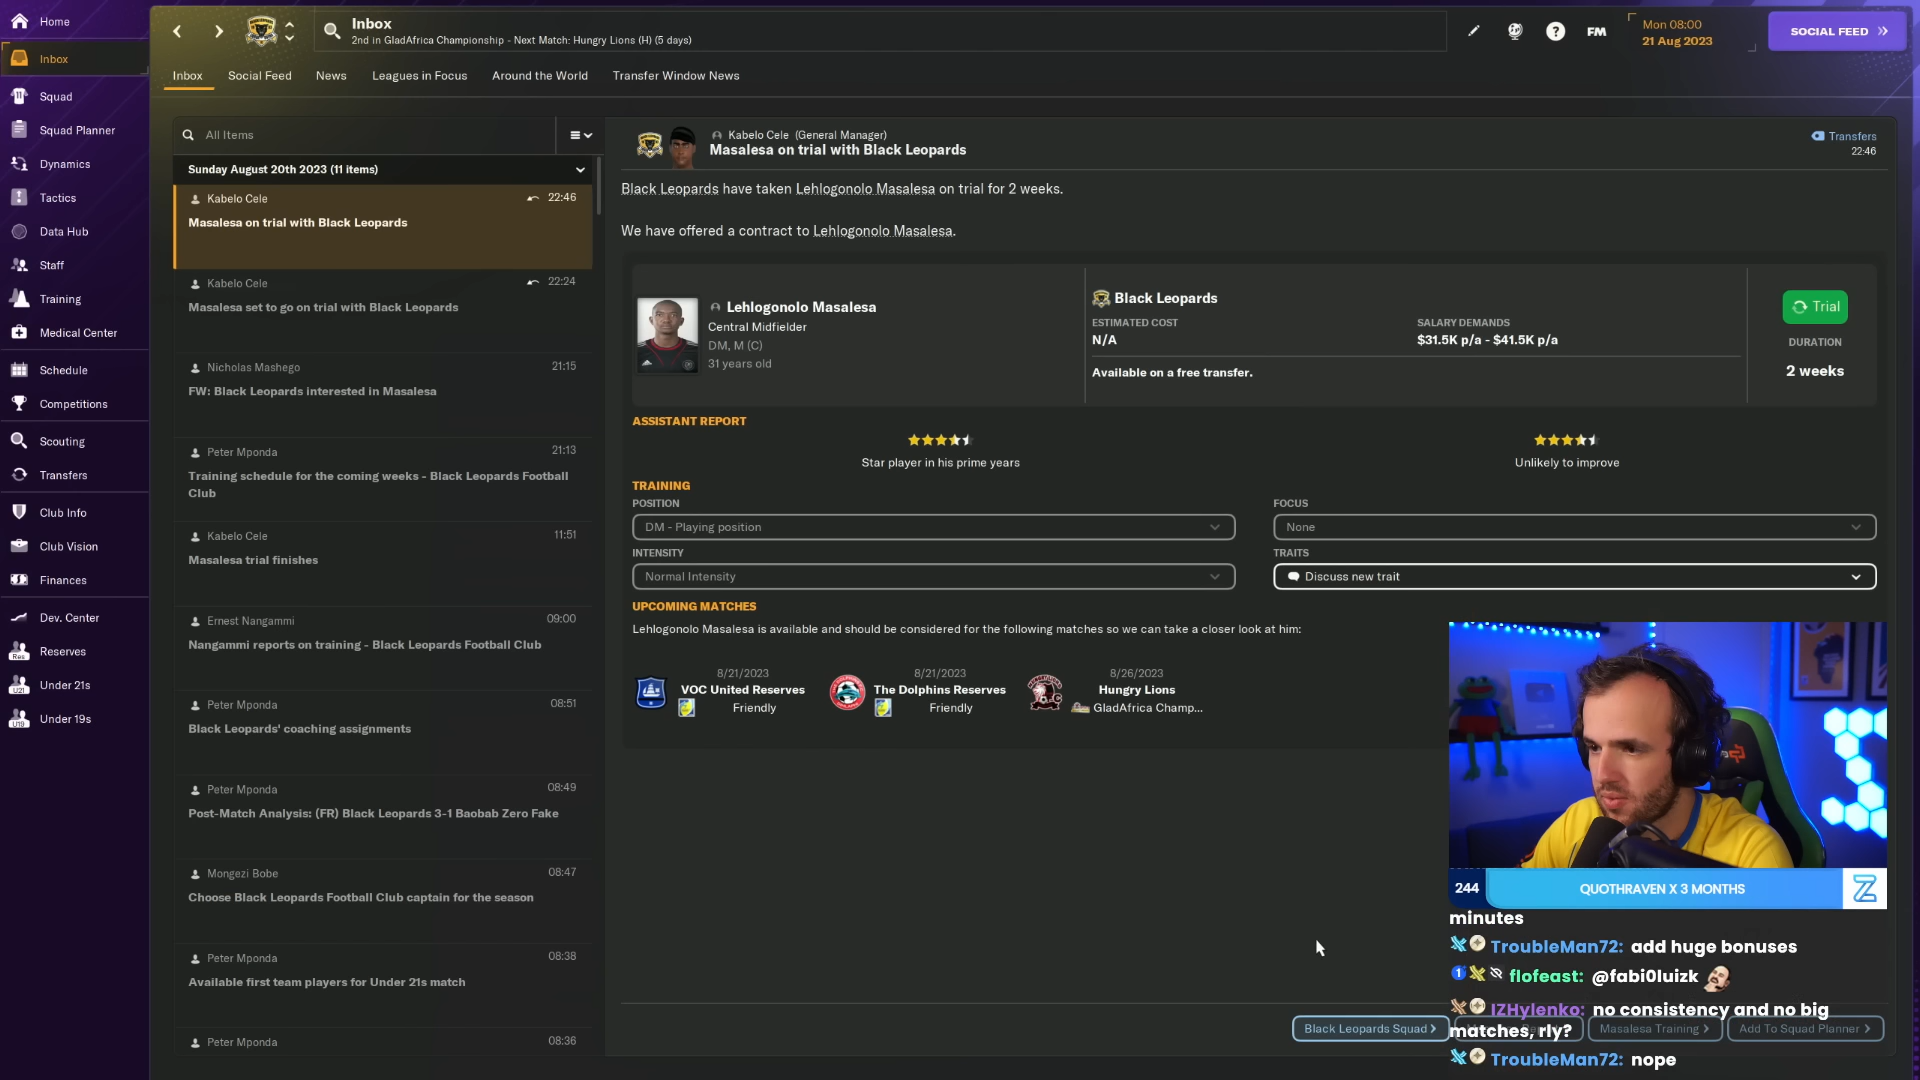 Home
Inbox
Squad
Squad Planner
Dynamics
Tactics
Data Hub
Staff
Training
Medical Center
Schedule
Competitions
Scouting
Transfers
Club Info
Club Vision
Finances
Dev. Center
Reserves
Under 21s
Under 19s
Inbox
2nd in GladAfrica Championship - Next Match: Hungry Lions (H) (5 days)
FM
Mon 08:00
21 Aug 2023
SOCIAL FEED
Inbox
Social Feed
News
Leagues in Focus
Around the World
Transfer Window News
All Items
Sunday August 20th 2023 (11 items)
Kabelo Cele 22:46
Masalesa on trial with Black Leopards
Kabelo Cele 22:24
Masalesa set to go on trial with Black Leopards
Nicholas Mashego 21:15
FW: Black Leopards interested in Masalesa
Peter Mponda 21:13
Training schedule for the coming weeks - Black Leopards Football
Club
Kabelo Cele 11:51
Masalesa trial finishes
Ernest Nangammi 09:00
Nangammi reports on training - Black Leopards Football Club
Peter Mponda 08:51
Black Leopards' coaching assignments
Peter Mponda 08:49
Post-Match Analysis: (FR) Black Leopards 3-1 Baobab Zero Fake
Mongezi Bobe 08:47
Choose Black Leopards Football Club captain for the season
Peter Mponda 08:38
Available first team players for Under 21s match
Peter Mponda 08:36
Kabelo Cele (General Manager)
Masalesa on trial with Black Leopards
Transfers
22:46
Black Leopards have taken Lehlogonolo Masalesa on trial for 2 weeks.
We have offered a contract to Lehlogonolo Masalesa.
Lehlogonolo Masalesa
Central Midfielder
DM, M (C)
31 years old
Black Leopards
ESTIMATED COST
N/A
SALARY DEMANDS
$31.5K p/a - $41.5K p/a
Available on a free transfer.
Trial
DURATION
2 weeks
ASSISTANT REPORT
Star player in his prime years
Unlikely to improve
TRAINING
POSITION
DM - Playing position
FOCUS
None
INTENSITY
Normal Intensity
TRAITS
Discuss new trait
UPCOMING MATCHES
Lehlogonolo Masalesa is available and should be considered for the following matches so we can take a closer look at him:
8/21/2023
VOC United Reserves
Friendly
8/21/2023
The Dolphins Reserves
Friendly
8/26/2023
Hungry Lions
GladAfrica Champ...
244
QUOTHRAVEN X 3 MONTHS
minutes
TroubleMan72: add huge bonuses
flofeast: @fabi0luizk
IZHylenko: no consistency and no big
matches, rly?
TroubleMan72: nope
Black Leopards Squad
Masalesa Training
Add To Squad Planner